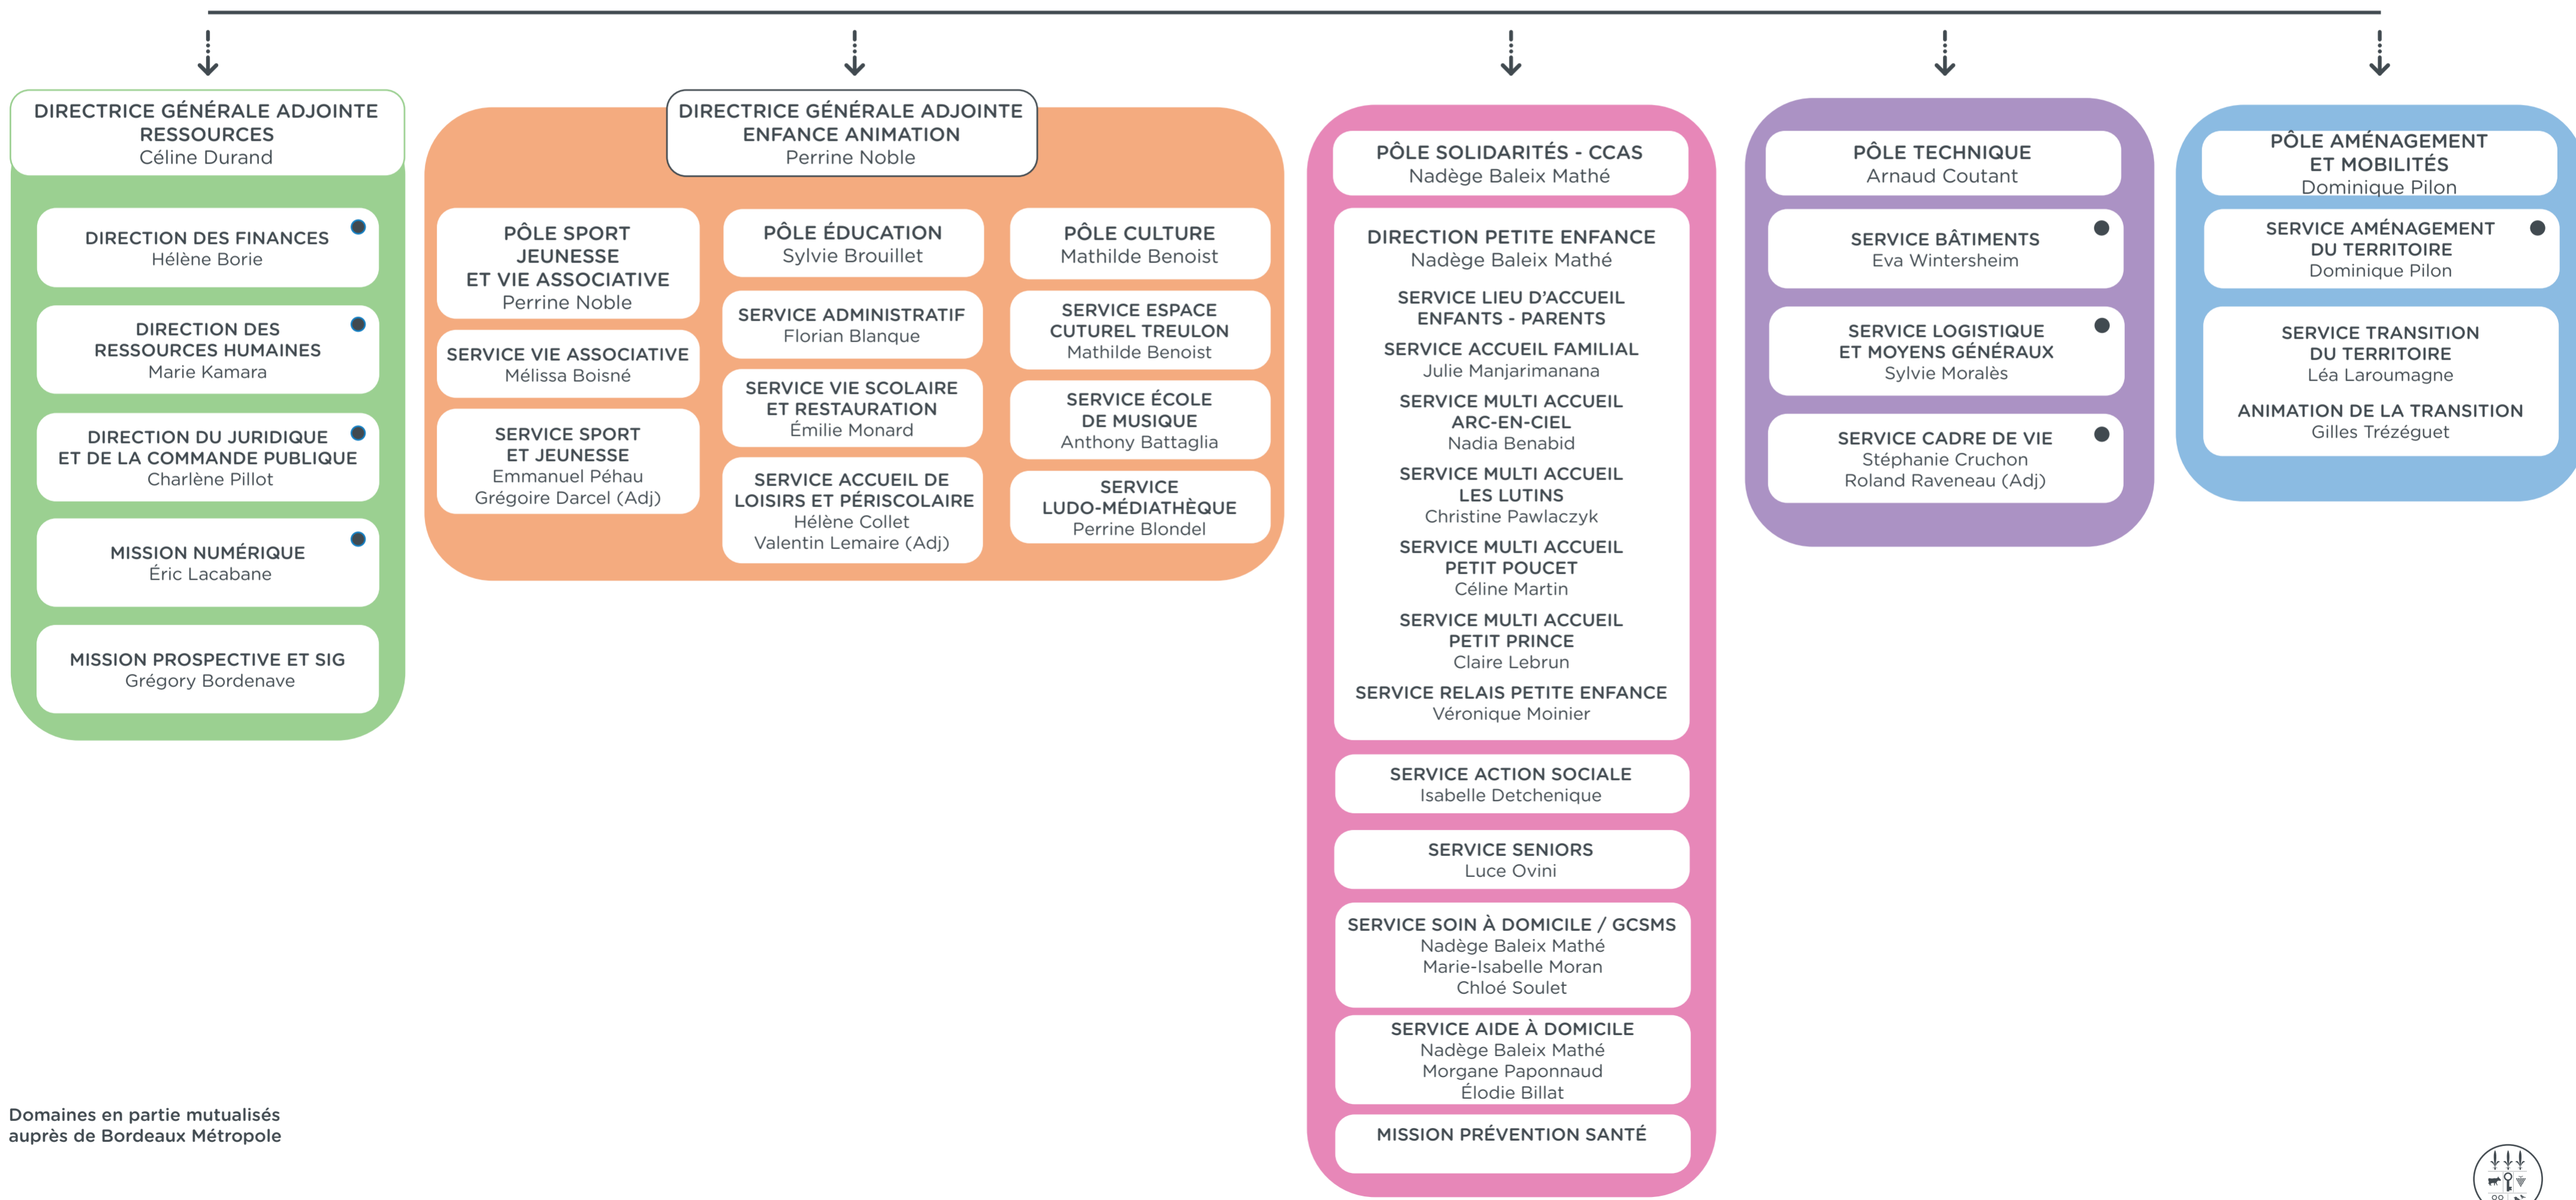 DIRECTRICE GÉNÉRALE ADJOINTE
RESSOURCES
Céline Durand
DIRECTION DES FINANCES
Hélène Borie
DIRECTION DES
RESSOURCES HUMAINES
Marie Kamara
DIRECTION DU JURIDIQUE
ET DE LA COMMANDE PUBLIQUE
Charlène Pillot
MISSION NUMÉRIQUE
Éric Lacabane
MISSION PROSPECTIVE ET SIG
Grégory Bordenave
DIRECTRICE GÉNÉRALE ADJOINTE
ENFANCE ANIMATION
Perrine Noble
PÔLE SPORT
JEUNESSE
ET VIE ASSOCIATIVE
Perrine Noble
SERVICE VIE ASSOCIATIVE
Mélissa Boisné
SERVICE SPORT
ET JEUNESSE
Emmanuel Péhau
Grégoire Darcel (Adj)
PÔLE ÉDUCATION
Sylvie Brouillet
SERVICE ADMINISTRATIF
Florian Blanque
SERVICE VIE SCOLAIRE
ET RESTAURATION
Émilie Monard
SERVICE ACCUEIL DE
LOISIRS ET PÉRISCOLAIRE
Hélène Collet
Valentin Lemaire (Adj)
PÔLE CULTURE
Mathilde Benoist
SERVICE ESPACE
CUTUREL TREULON
Mathilde Benoist
SERVICE ÉCOLE
DE MUSIQUE
Anthony Battaglia
SERVICE
LUDO-MÉDIATHÈQUE
Perrine Blondel
PÔLE SOLIDARITÉS - CCAS
Nadège Baleix Mathé
DIRECTION PETITE ENFANCE
Nadège Baleix Mathé
SERVICE LIEU D'ACCUEIL
ENFANTS - PARENTS
SERVICE ACCUEIL FAMILIAL
Julie Manjarimanana
SERVICE MULTI ACCUEIL
ARC-EN-CIEL
Nadia Benabid
SERVICE MULTI ACCUEIL
LES LUTINS
Christine Pawlaczyk
SERVICE MULTI ACCUEIL
PETIT POUCET
Céline Martin
SERVICE MULTI ACCUEIL
PETIT PRINCE
Claire Lebrun
SERVICE RELAIS PETITE ENFANCE
Véronique Moinier
SERVICE ACTION SOCIALE
Isabelle Detchenique
SERVICE SENIORS
Luce Ovini
SERVICE SOIN À DOMICILE / GCSMS
Nadège Baleix Mathé
Marie-Isabelle Moran
Chloé Soulet
SERVICE AIDE À DOMICILE
Nadège Baleix Mathé
Morgane Paponnaud
Élodie Billat
MISSION PRÉVENTION SANTÉ
PÔLE TECHNIQUE
Arnaud Coutant
SERVICE BÂTIMENTS
Eva Wintersheim
SERVICE LOGISTIQUE
ET MOYENS GÉNÉRAUX
Sylvie Moralès
SERVICE CADRE DE VIE
Stéphanie Cruchon
Roland Raveneau (Adj)
PÔLE AMÉNAGEMENT
ET MOBILITÉS
Dominique Pilon
SERVICE AMÉNAGEMENT
DU TERRITOIRE
Dominique Pilon
SERVICE TRANSITION
DU TERRITOIRE
Léa Laroumagne
ANIMATION DE LA TRANSITION
Gilles Trézéguet
Domaines en partie mutualisés
auprès de Bordeaux Métropole